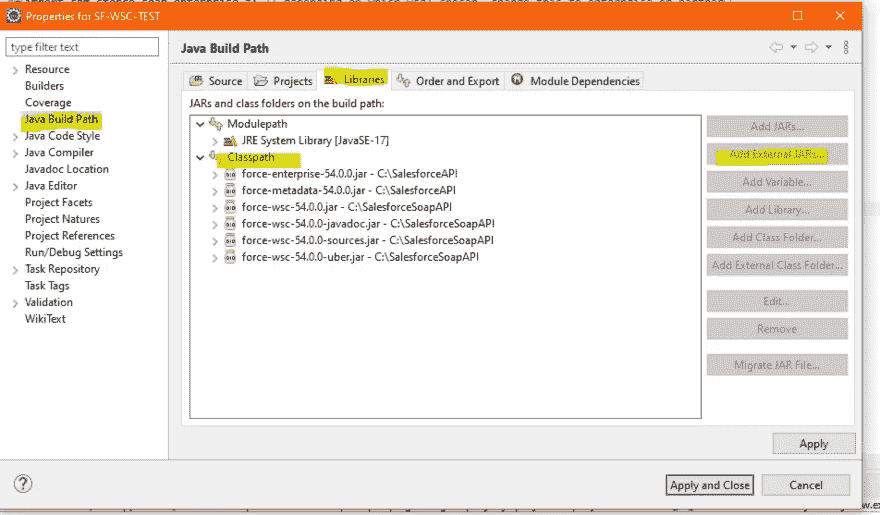 Properties for SF-WSC-TEST
type filter text
Resource
Builders
Coverage
Java Build Path
Java Code Style
Java Compiler
Javadoc Location
Java Editor
Project Facets
Project Natures
Project References
Run/Debug Settings
Task Repository
Task Tags
Validation
WikiText
Java Build Path
Source
Projects
Libraries
Order and Export
Module Dependencies
JARs and class folders on the build path:
Modulepath
JRE System Library [JavaSE-17]
Classpath
force-enterprise-54.0.0.jar - C:\SalesforceAPI
force-metadata-54.0.0.jar - C:\SalesforceAPI
force-wsc-54.0.0.jar - C:\SalesforceSoapAPI
force-wsc-54.0.0-javadoc.jar - C:\SalesforceSoapAPI
force-wsc-54.0.0-sources.jar - C:\SalesforceSoapAPI
force-wsc-54.0.0-uber.jar - C:\SalesforceSoapAPI
Add JARs...
Add External JARs...
Add Variable...
Add Library...
Add Class Folder...
Add External Class Folder...
Edit...
Remove
Migrate JAR File...
Apply
Apply and Close
Cancel